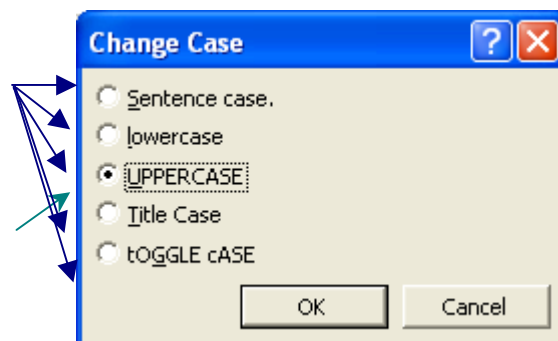 Change Case
Sentence case.
lowercase
UPPERCASE
Title Case
tOGGLE cASE
OK Cancel